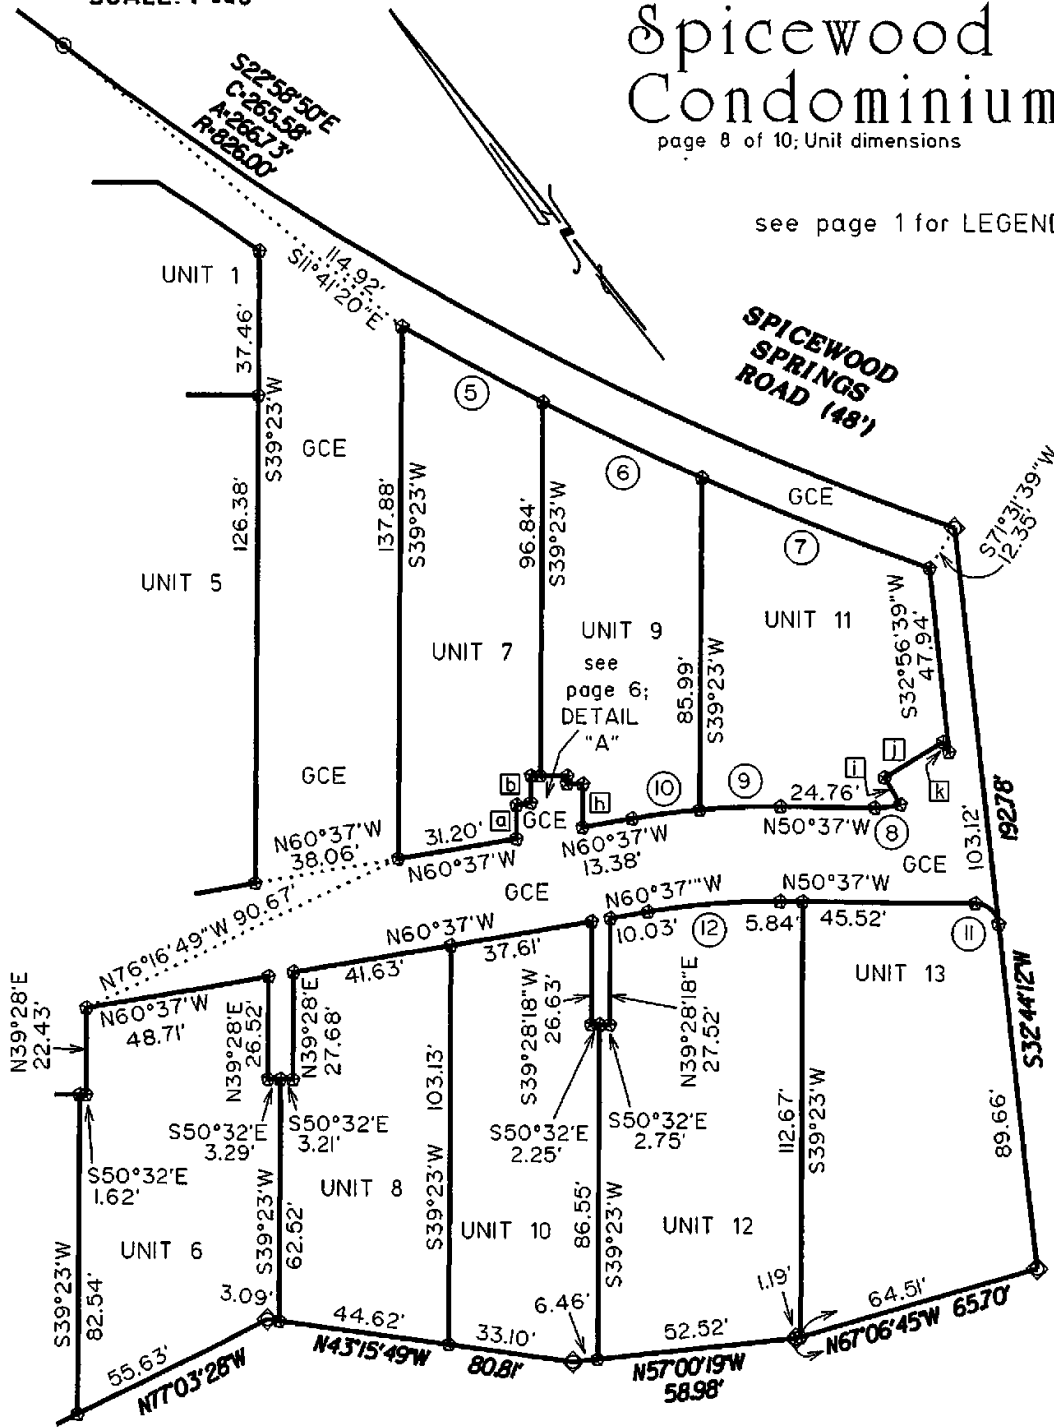 Spicewood
Condominium
page 8 of 10; Unit dimensions
see page 1 for LEGEND
S22°58'50"E
C=265.58'
A=266.73'
R=826.00'
UNIT 1
37.46'
S39°23'W
114.92'
S11°41'20"E
SPICEWOOD
SPRINGS
ROAD (48')
5
6
7
GCE
GCE
S71°31'39"W
12.35'
126.38'
137.88'
S39°23'W
96.84'
S39°23'W
UNIT 5
UNIT 7
UNIT 9
see
page 6;
DETAIL
"A"
85.99'
S39°23'W
UNIT 11
S32°56'39"W
47.94'
GCE
b
a
GCE
h
10
9
i
j
k
24.76'
8
N50°37'W
103.12'
192.78'
N60°37'W
38.06'
31.20'
N60°37'W
N60°37'W
13.38'
GCE
GCE
N76°16'49"W 90.67'
N60°37'W
48.71'
N39°28'E
22.43'
N39°28'E
26.52'
41.63'
N39°28'E
27.68'
N60°37'W
37.61'
N60°37'"W
10.03'
12
N50°37'W
5.84'
45.52'
11
UNIT 13
S32°44'12"W
S39°28'18"W
26.63'
N39°28'18"E
27.52'
103.13'
S39°23'W
112.67'
S39°23'W
89.66'
S50°32'E
1.62'
S50°32'E
3.29'
S50°32'E
3.21'
S50°32'E
2.25'
S50°32'E
2.75'
UNIT 6
UNIT 8
UNIT 10
UNIT 12
S39°23'W
82.54'
S39°23'W
62.52'
86.55'
S39°23'W
3.09'
44.62'
33.10'
6.46'
52.52'
1.19'
64.51'
55.63'
N77°03'28"W
N43°15'49"W
80.81'
N57°00'19"W
58.98'
N67°06'45"W 65.70'